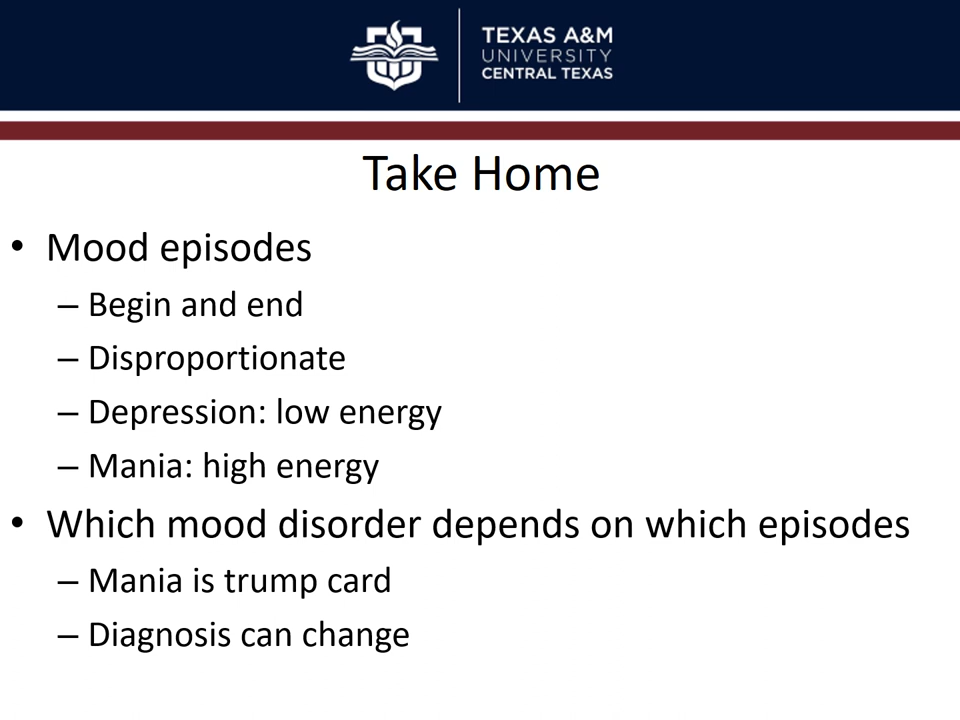 TEXAS A&M
UNIVERSITY
CENTRAL TEXAS
Take Home
• Mood episodes
– Begin and end
– Disproportionate
– Depression: low energy
– Mania: high energy
• Which mood disorder depends on which episodes
– Mania is trump card
– Diagnosis can change